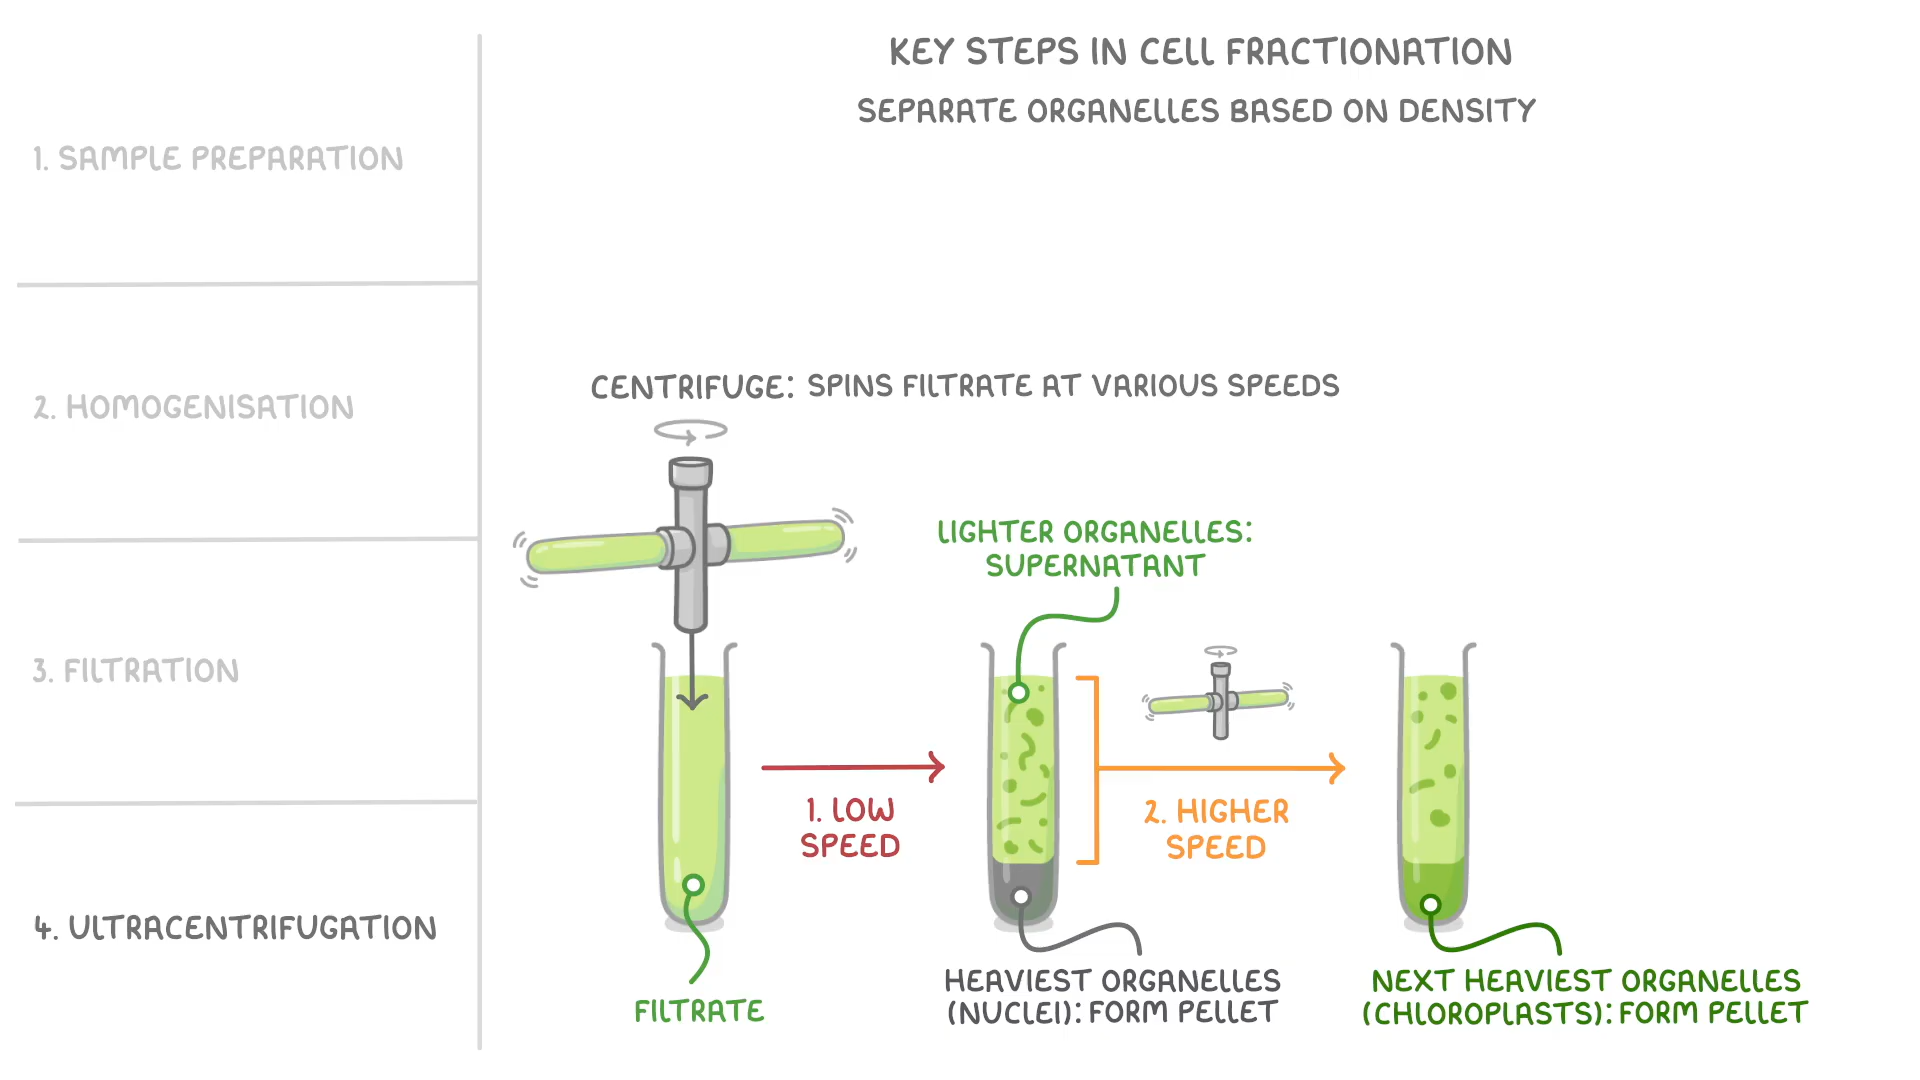 KEY STEPS IN CELL FRACTIONATION
SEPARATE ORGANELLES BASED ON DENSITY
1. SAMPLE PREPARATION
2. HOMOGENISATION
3. FILTRATION
4. ULTRACENTRIFUGATION
CENTRIFUGE: SPINS FILTRATE AT VARIOUS SPEEDS
LIGHTER ORGANELLES:
SUPERNATANT
1. LOW
SPEED
2. HIGHER
SPEED
FILTRATE
HEAVIEST ORGANELLES
(NUCLEI): FORM PELLET
NEXT HEAVIEST ORGANELLES
(CHLOROPLASTS): FORM PELLET